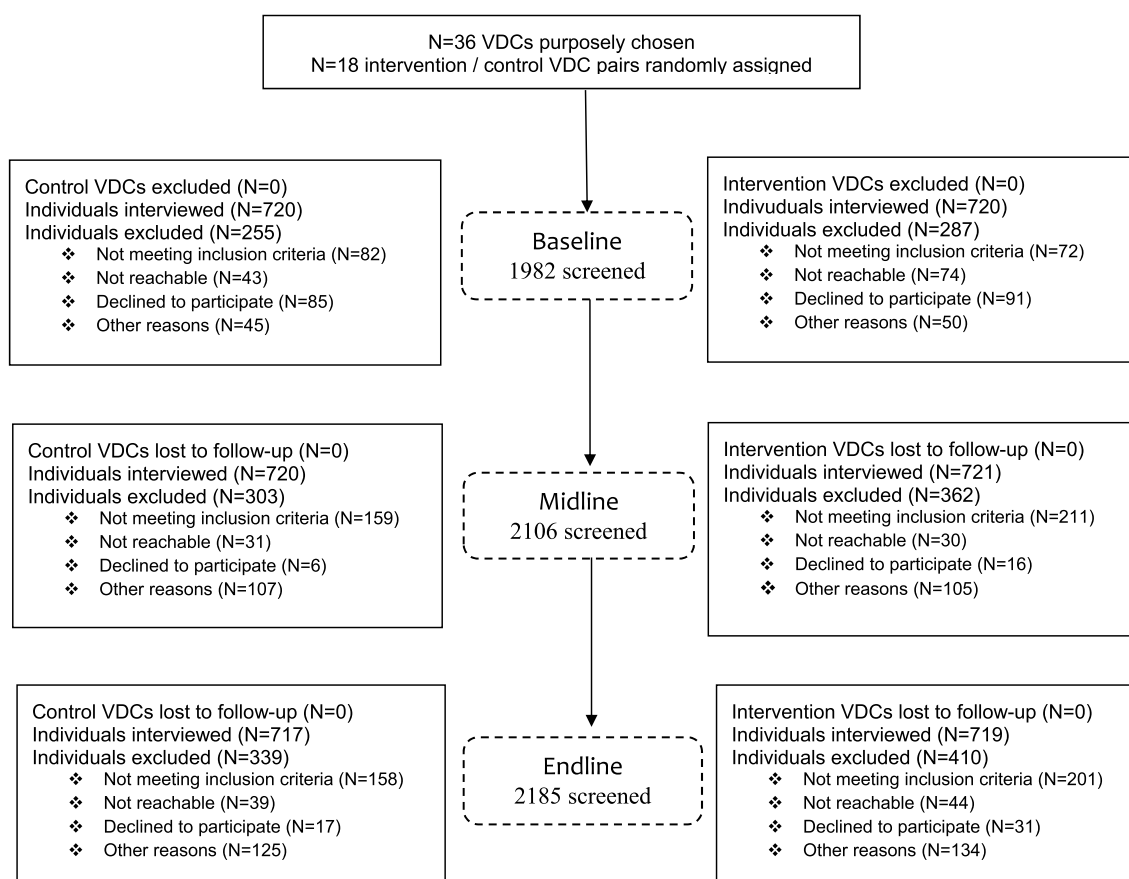 N=36 VDCs purposely chosen
N=18 intervention / control VDC pairs randomly assigned
Control VDCs excluded (N=0)
Individuals interviewed (N=720)
Individuals excluded (N=255)
❖ Not meeting inclusion criteria (N=82)
❖ Not reachable (N=43)
❖ Declined to participate (N=85)
❖ Other reasons (N=45)
Baseline
1982 screened
Intervention VDCs excluded (N=0)
Indivuduals interviewed (N=720)
Individuals excluded (N=287)
❖ Not meeting inclusion criteria (N=72)
❖ Not reachable (N=74)
❖ Declined to participate (N=91)
❖ Other reasons (N=50)
Control VDCs lost to follow-up (N=0)
Individuals interviewed (N=720)
Individuals excluded (N=303)
❖ Not meeting inclusion criteria (N=159)
❖ Not reachable (N=31)
❖ Declined to participate (N=6)
❖ Other reasons (N=107)
Midline
2106 screened
Intervention VDCs lost to follow-up (N=0)
Individuals interviewed (N=721)
Individuals excluded (N=362)
❖ Not meeting inclusion criteria (N=211)
❖ Not reachable (N=30)
❖ Declined to participate (N=16)
❖ Other reasons (N=105)
Control VDCs lost to follow-up (N=0)
Individuals interviewed (N=717)
Individuals excluded (N=339)
❖ Not meeting inclusion criteria (N=158)
❖ Not reachable (N=39)
❖ Declined to participate (N=17)
❖ Other reasons (N=125)
Endline
2185 screened
Intervention VDCs lost to follow-up (N=0)
Individuals interviewed (N=719)
Individuals excluded (N=410)
❖ Not meeting inclusion criteria (N=201)
❖ Not reachable (N=44)
❖ Declined to participate (N=31)
❖ Other reasons (N=134)